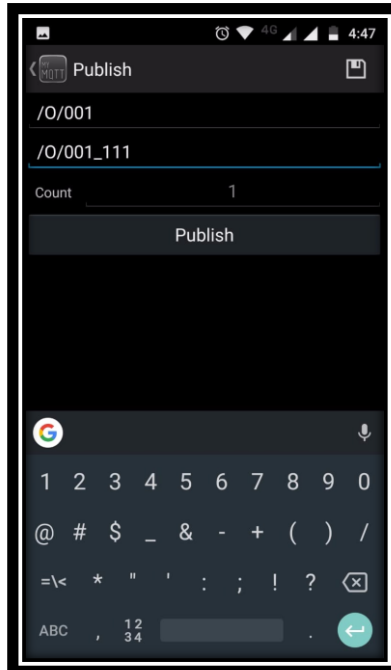 4G 4:47
MY
MQTT Publish
/O/001
/O/001_111
Count 1
Publish
G
1 2 3 4 5 6 7 8 9 0
@ # $ _ & - + ( ) /
=\< * " ' : ; ! ? 
ABC , 12
34 .